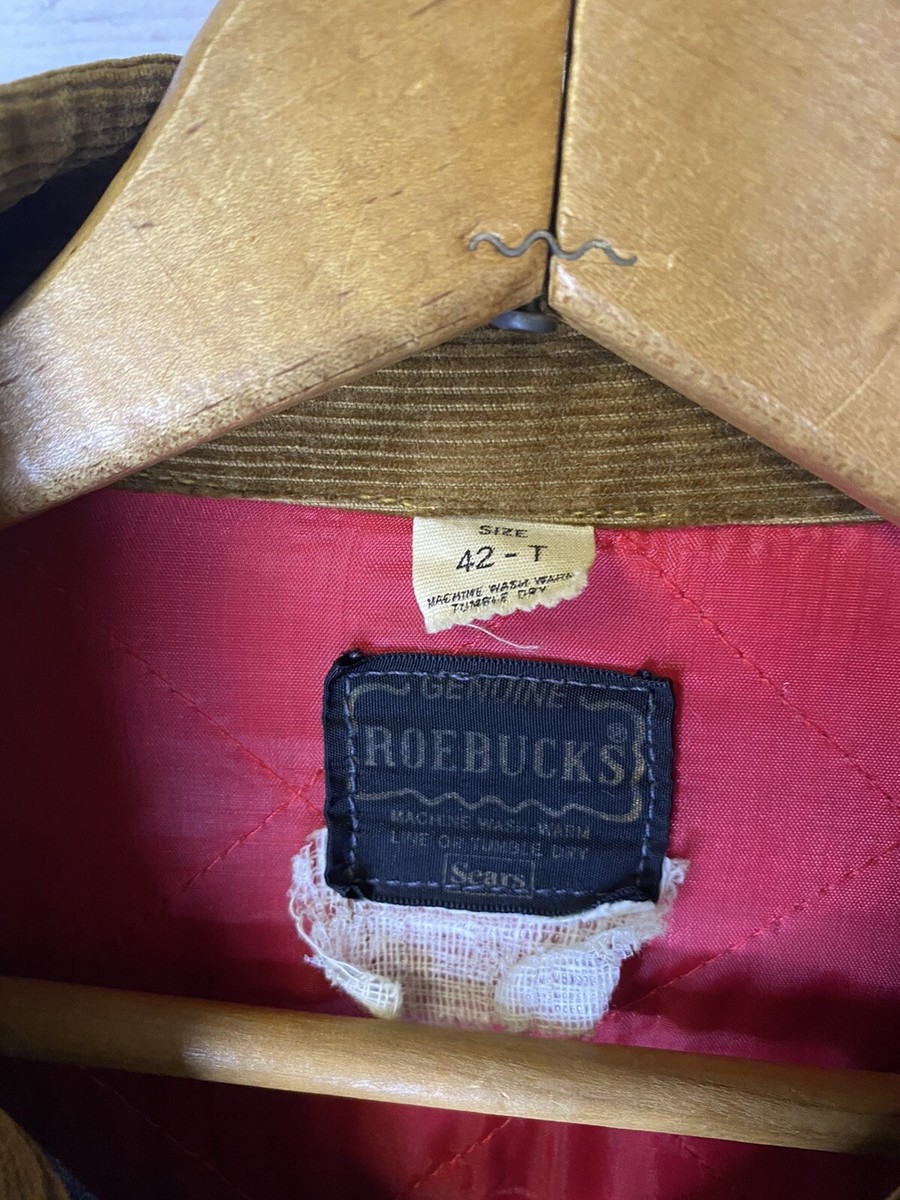 SIZE
42 - T
MACHINE WASH WARM
TUMBLE DRY
GENUINE
ROEBUCKS®
MACHINE WASH-WARM
LINE OR TUMBLE DRY
Sears